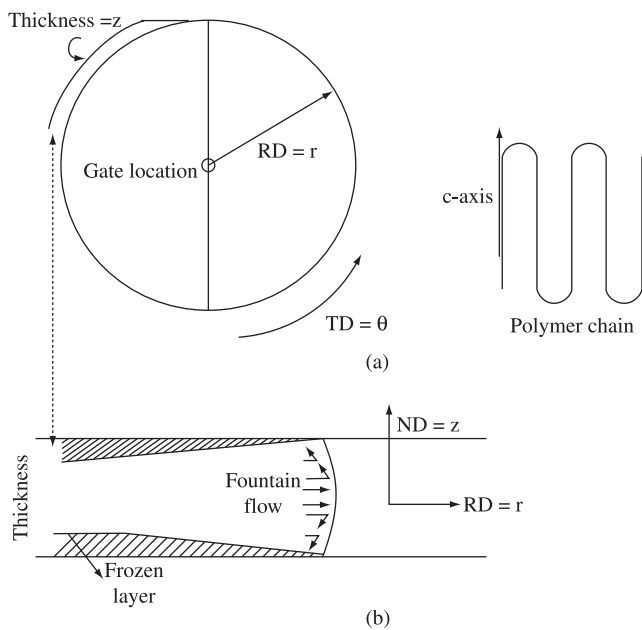 Thickness =z
RD = r
Gate location
TD = θ
c-axis
Polymer chain
(a)
ND = z
Thickness
Fountain
flow
RD = r
Frozen
layer
(b)